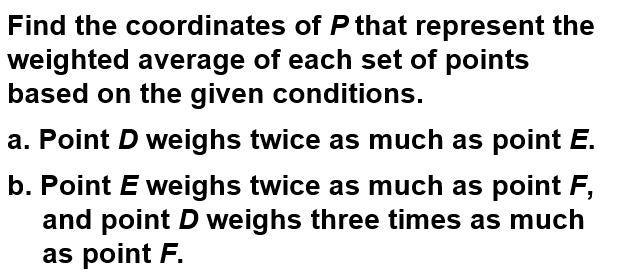 Find the coordinates of P that represent the
weighted average of each set of points
based on the given conditions.
a. Point D weighs twice as much as point E.
b. Point E weighs twice as much as point F,
and point D weighs three times as much
as point F.